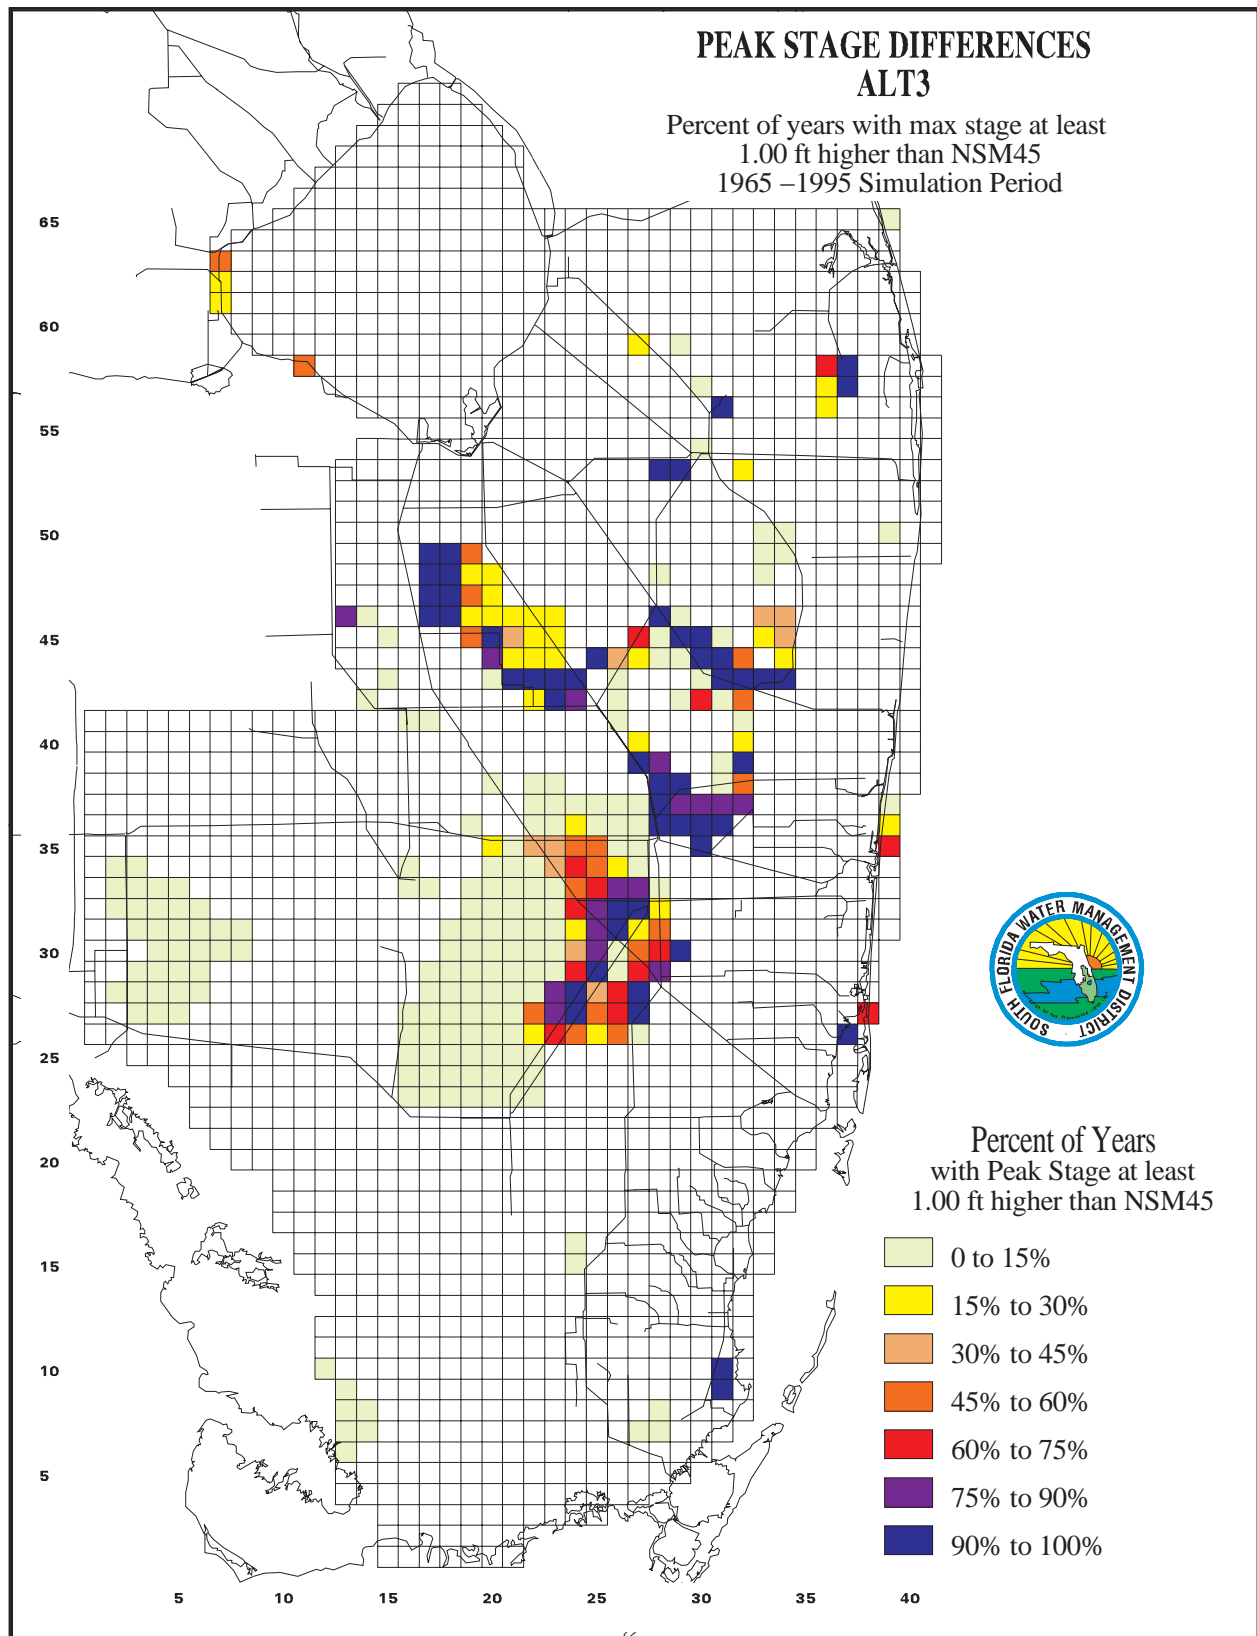 PEAK STAGE DIFFERENCES
ALT3
Percent of years with max stage at least
1.00 ft higher than NSM45
1965 –1995 Simulation Period
65
60
55
50
45
40
35
30
25
20
15
10
5
5 10 15 20 25 30 35 40
SOUTH FLORIDA WATER MANAGEMENT DISTRICT
Percent of Years
with Peak Stage at least
1.00 ft higher than NSM45
0 to 15%
15% to 30%
30% to 45%
45% to 60%
60% to 75%
75% to 90%
90% to 100%